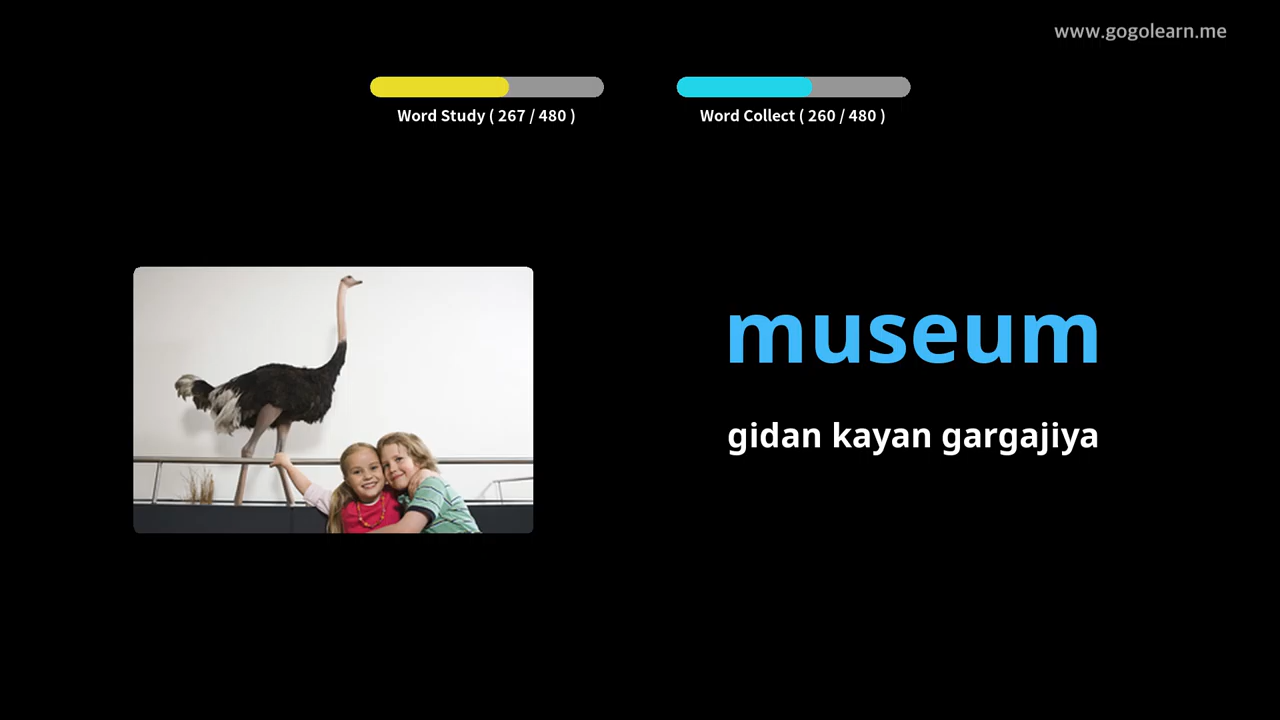 www.gogolearn.me
Word Study ( 267 / 480 )
Word Collect ( 260 / 480 )
museum
gidan kayan gargajiya